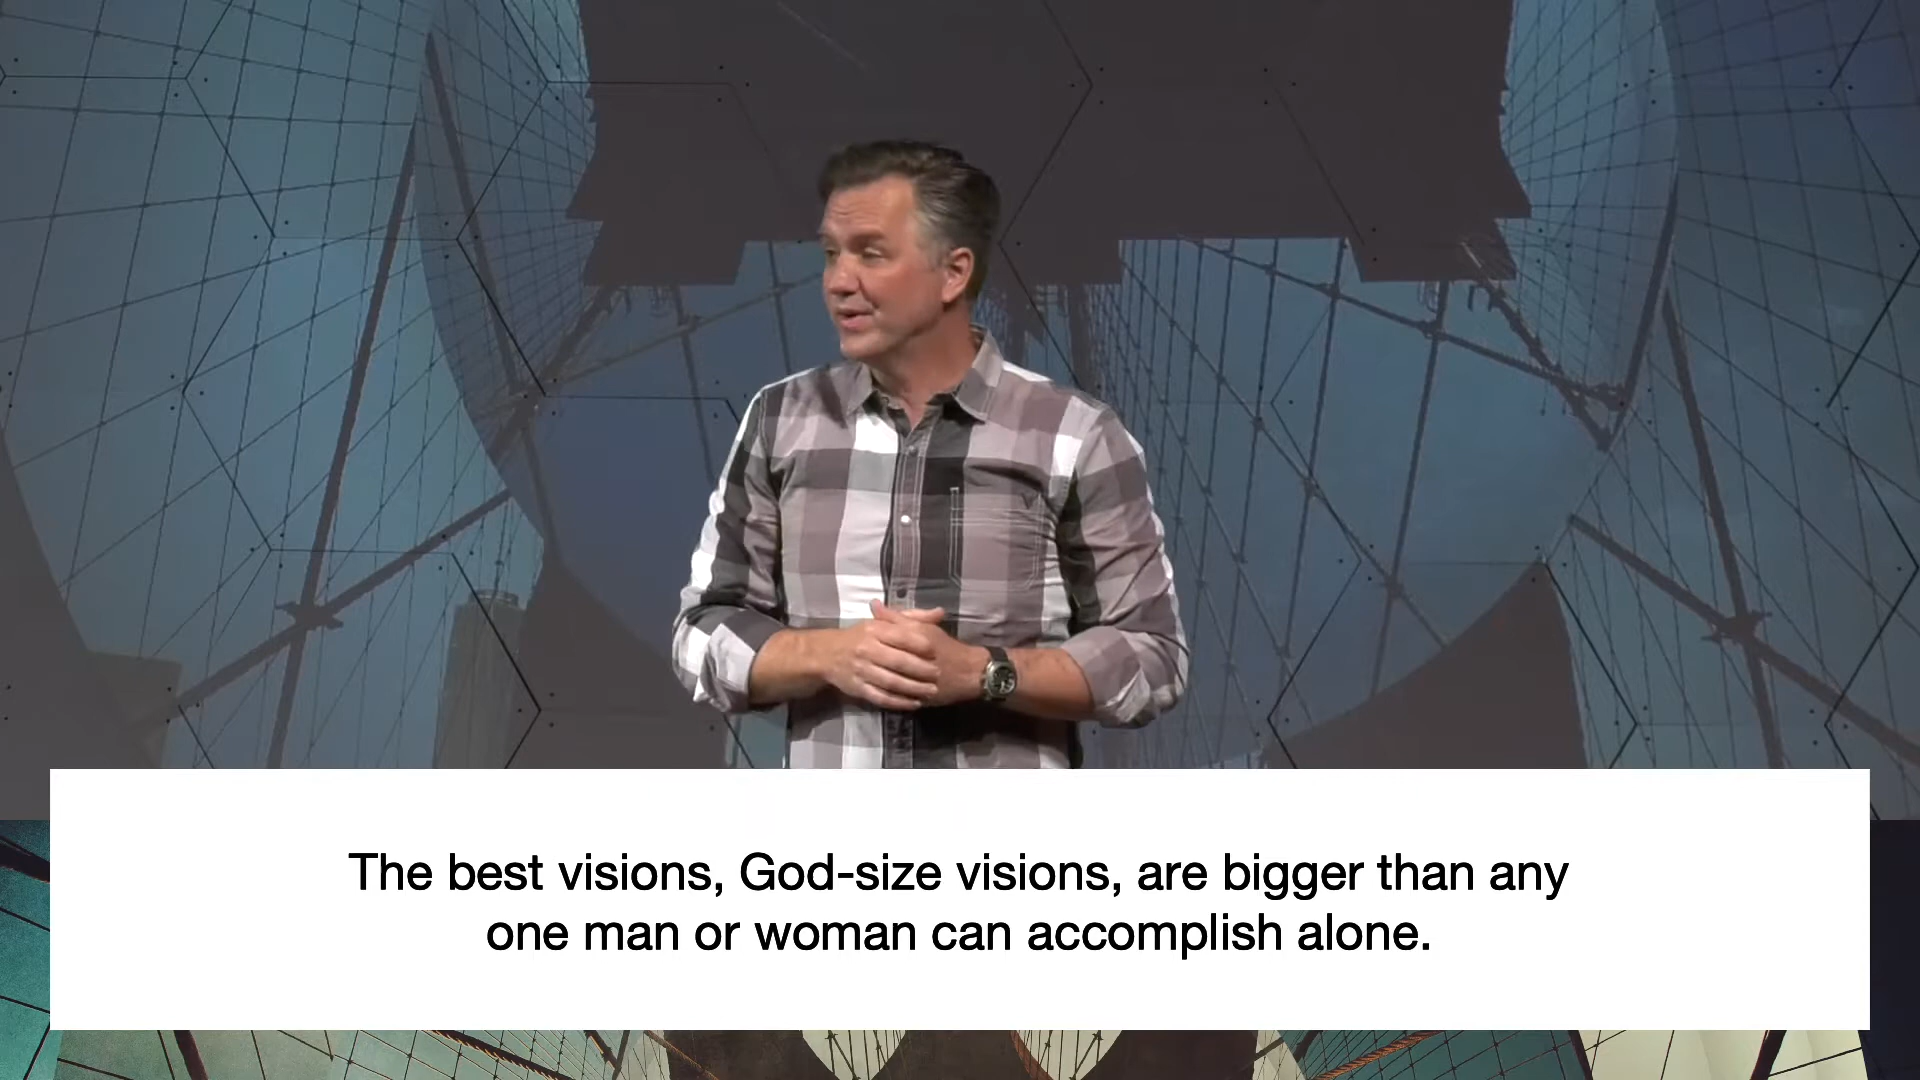 The best visions, God-size visions, are bigger than any
one man or woman can accomplish alone.